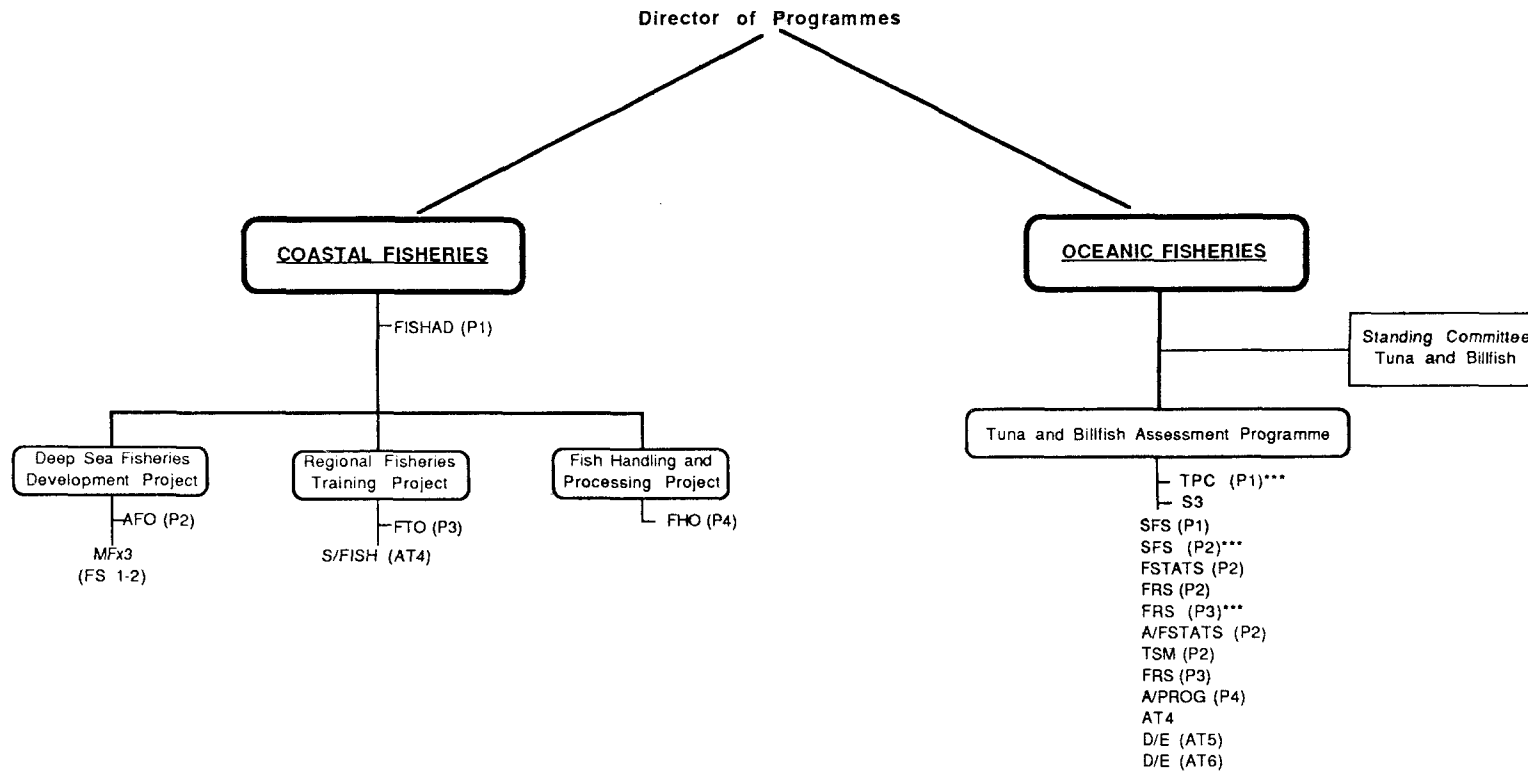 Director of Programmes
COASTAL FISHERIES
FISHAD (P1)
Deep Sea Fisheries
Development Project
AFO (P2)
MFx3
(FS 1-2)
Regional Fisheries
Training Project
FTO (P3)
S/FISH (AT4)
Fish Handling and
Processing Project
FHO (P4)
OCEANIC FISHERIES
Standing Committee
Tuna and Billfish
Tuna and Billfish Assessment Programme
TPC (P1)***
S3
SFS (P1)
SFS (P2)***
FSTATS (P2)
FRS (P2)
FRS (P3)***
A/FSTATS (P2)
TSM (P2)
FRS (P3)
A/PROG (P4)
AT4
D/E (AT5)
D/E (AT6)